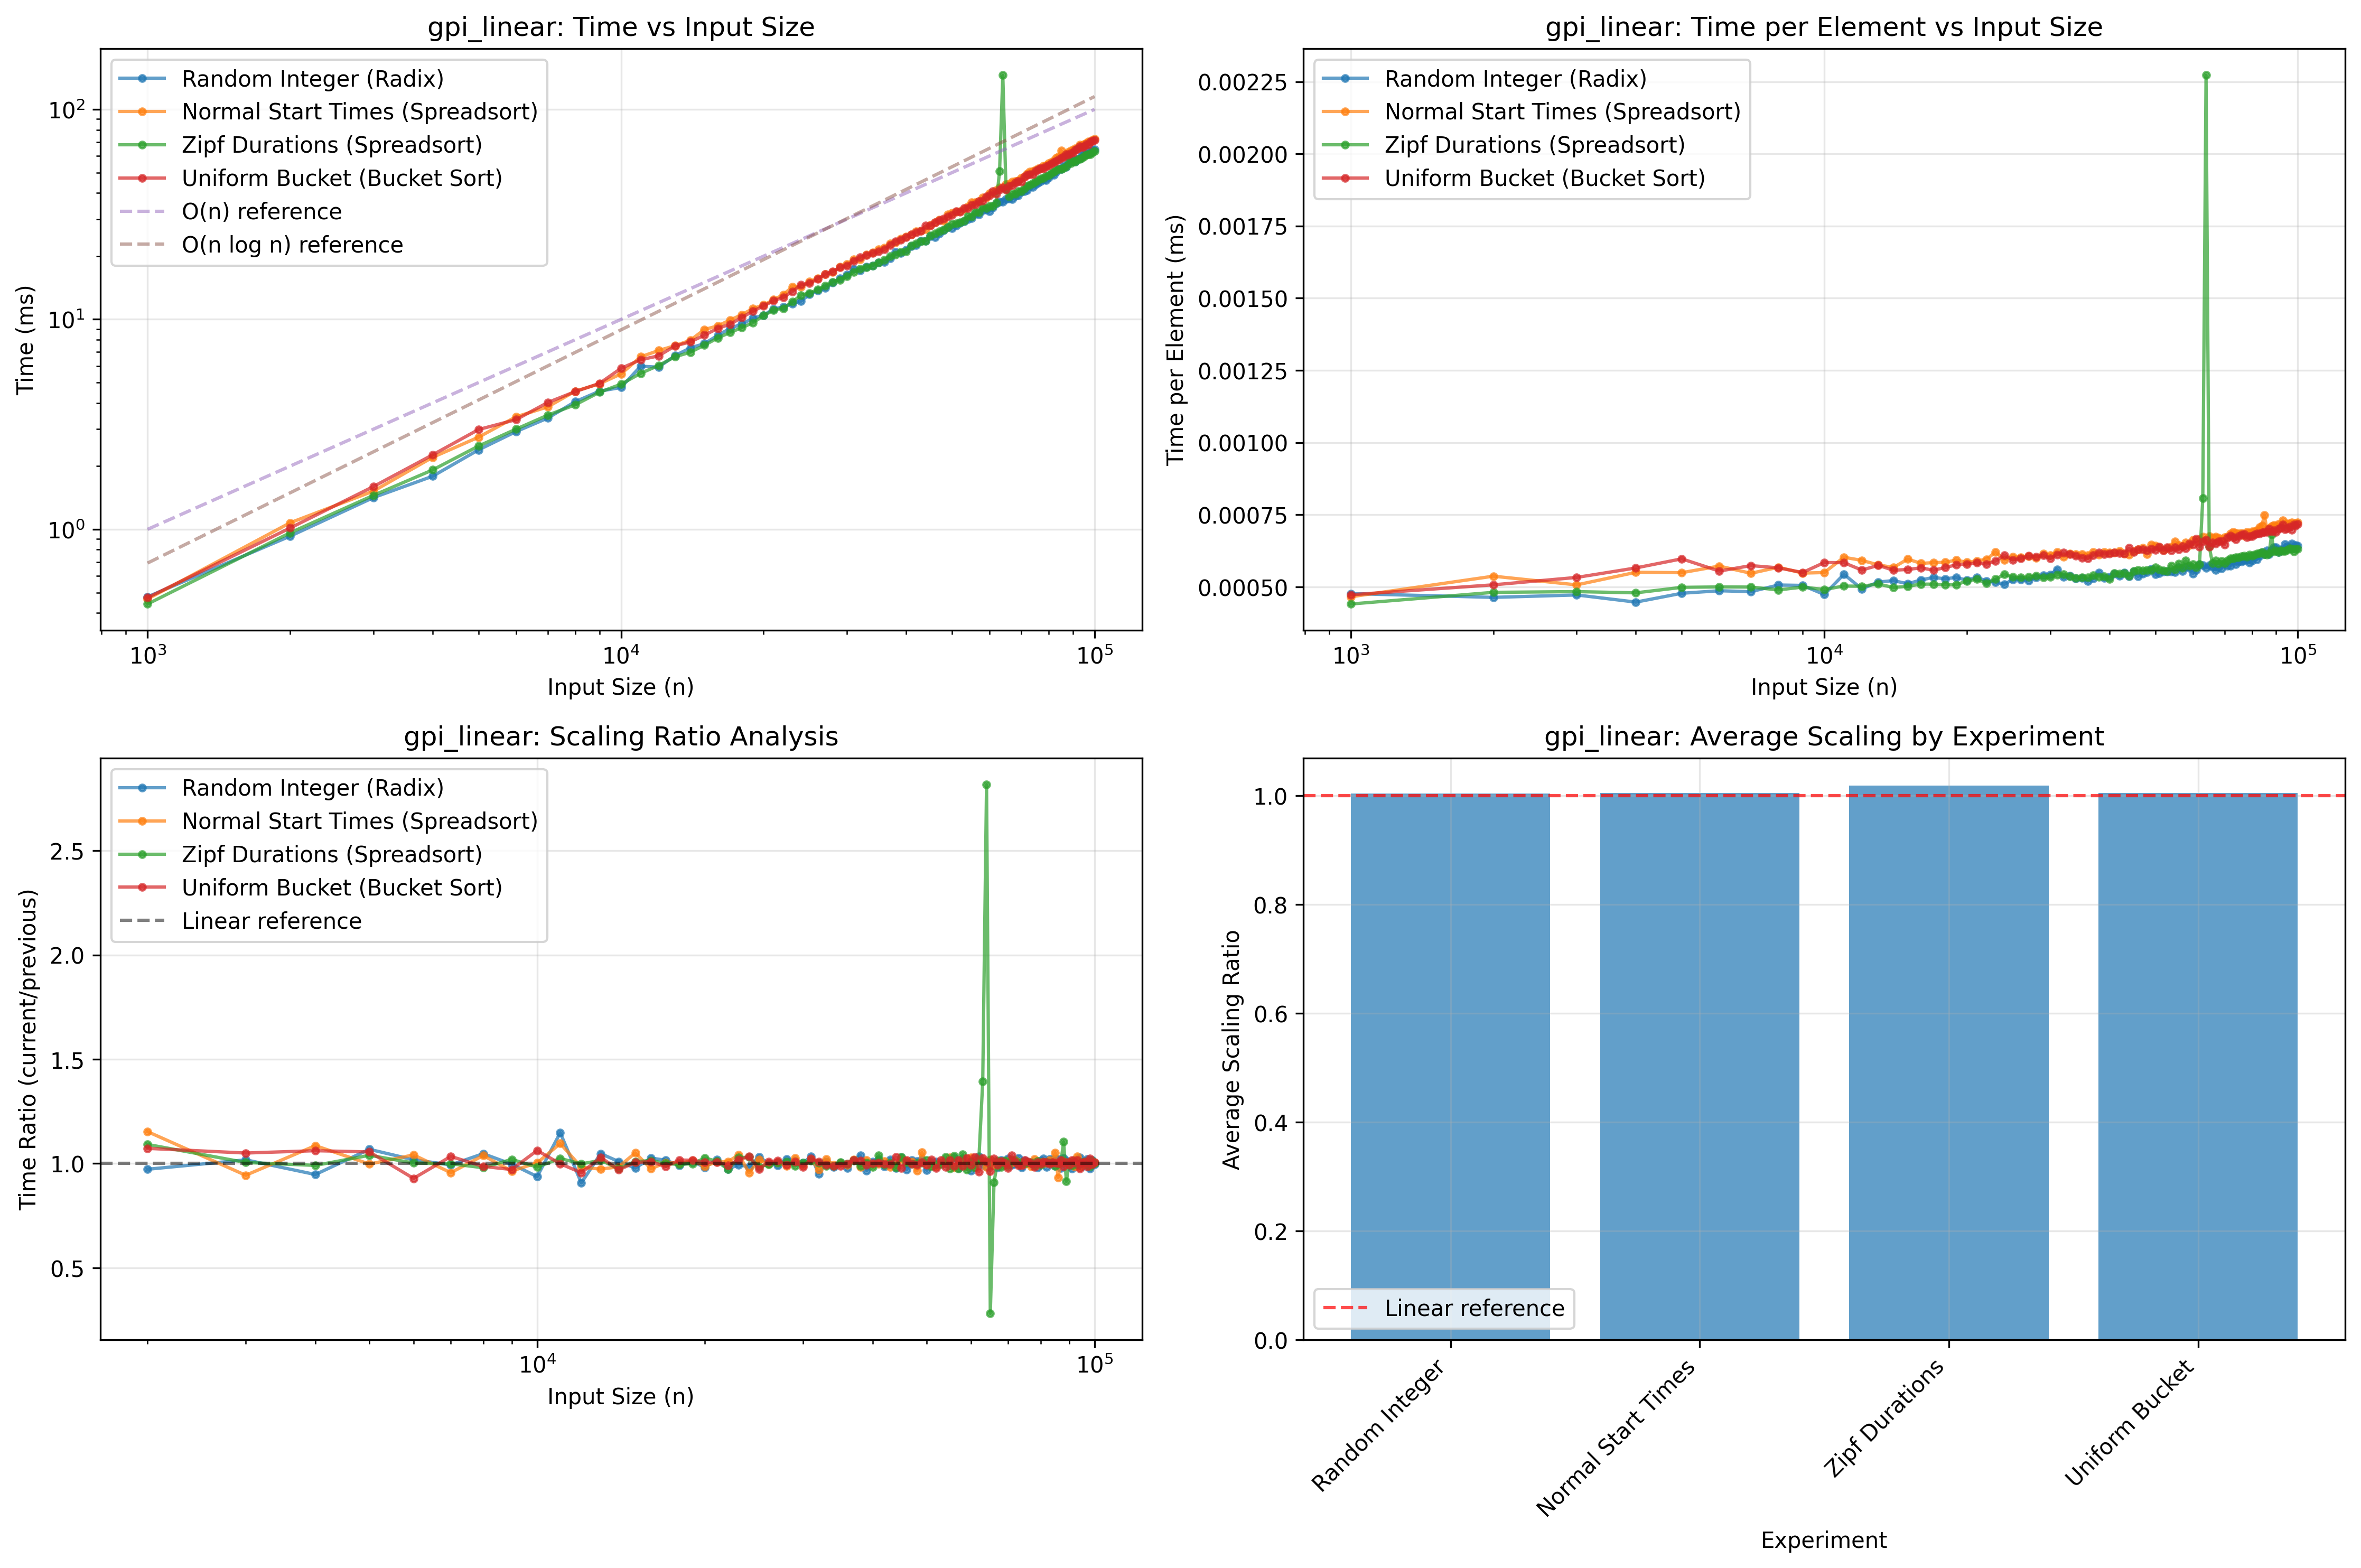 gpi_linear: Time vs Input Size
Random Integer (Radix)
Normal Start Times (Spreadsort)
Zipf Durations (Spreadsort)
Uniform Bucket (Bucket Sort)
O(n) reference
O(n log n) reference
Time (ms)
10²
10¹
10⁰
10³
10⁴
10⁵
Input Size (n)
gpi_linear: Time per Element vs Input Size
Random Integer (Radix)
Normal Start Times (Spreadsort)
Zipf Durations (Spreadsort)
Uniform Bucket (Bucket Sort)
Time per Element (ms)
0.00225
0.00200
0.00175
0.00150
0.00125
0.00100
0.00075
0.00050
10³
10⁴
10⁵
Input Size (n)
gpi_linear: Scaling Ratio Analysis
Random Integer (Radix)
Normal Start Times (Spreadsort)
Zipf Durations (Spreadsort)
Uniform Bucket (Bucket Sort)
Linear reference
Time Ratio (current/previous)
2.5
2.0
1.5
1.0
0.5
10⁴
10⁵
Input Size (n)
gpi_linear: Average Scaling by Experiment
Average Scaling Ratio
1.0
0.8
0.6
0.4
0.2
0.0
Linear reference
Random Integer
Normal Start Times
Zipf Durations
Uniform Bucket
Experiment